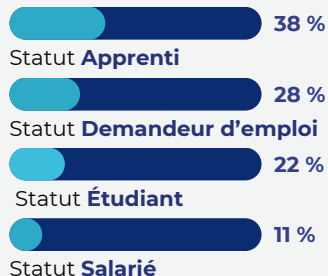 38 %
Statut Apprenti
28 %
Statut Demandeur d'emploi
22 %
Statut Étudiant
11 %
Statut Salarié